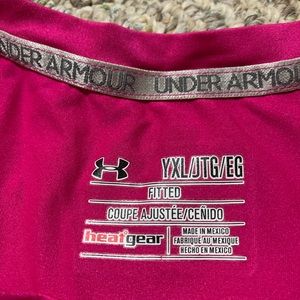 UNDER ARMOUR UNDER ARMOUR
YXL/JTG/EG
FITTED
COUPE AJUSTÉE/CEÑIDO
heatgear
MADE IN MEXICO
FABRIQUÉ AU MEXIQUE
HECHO EN MEXICO